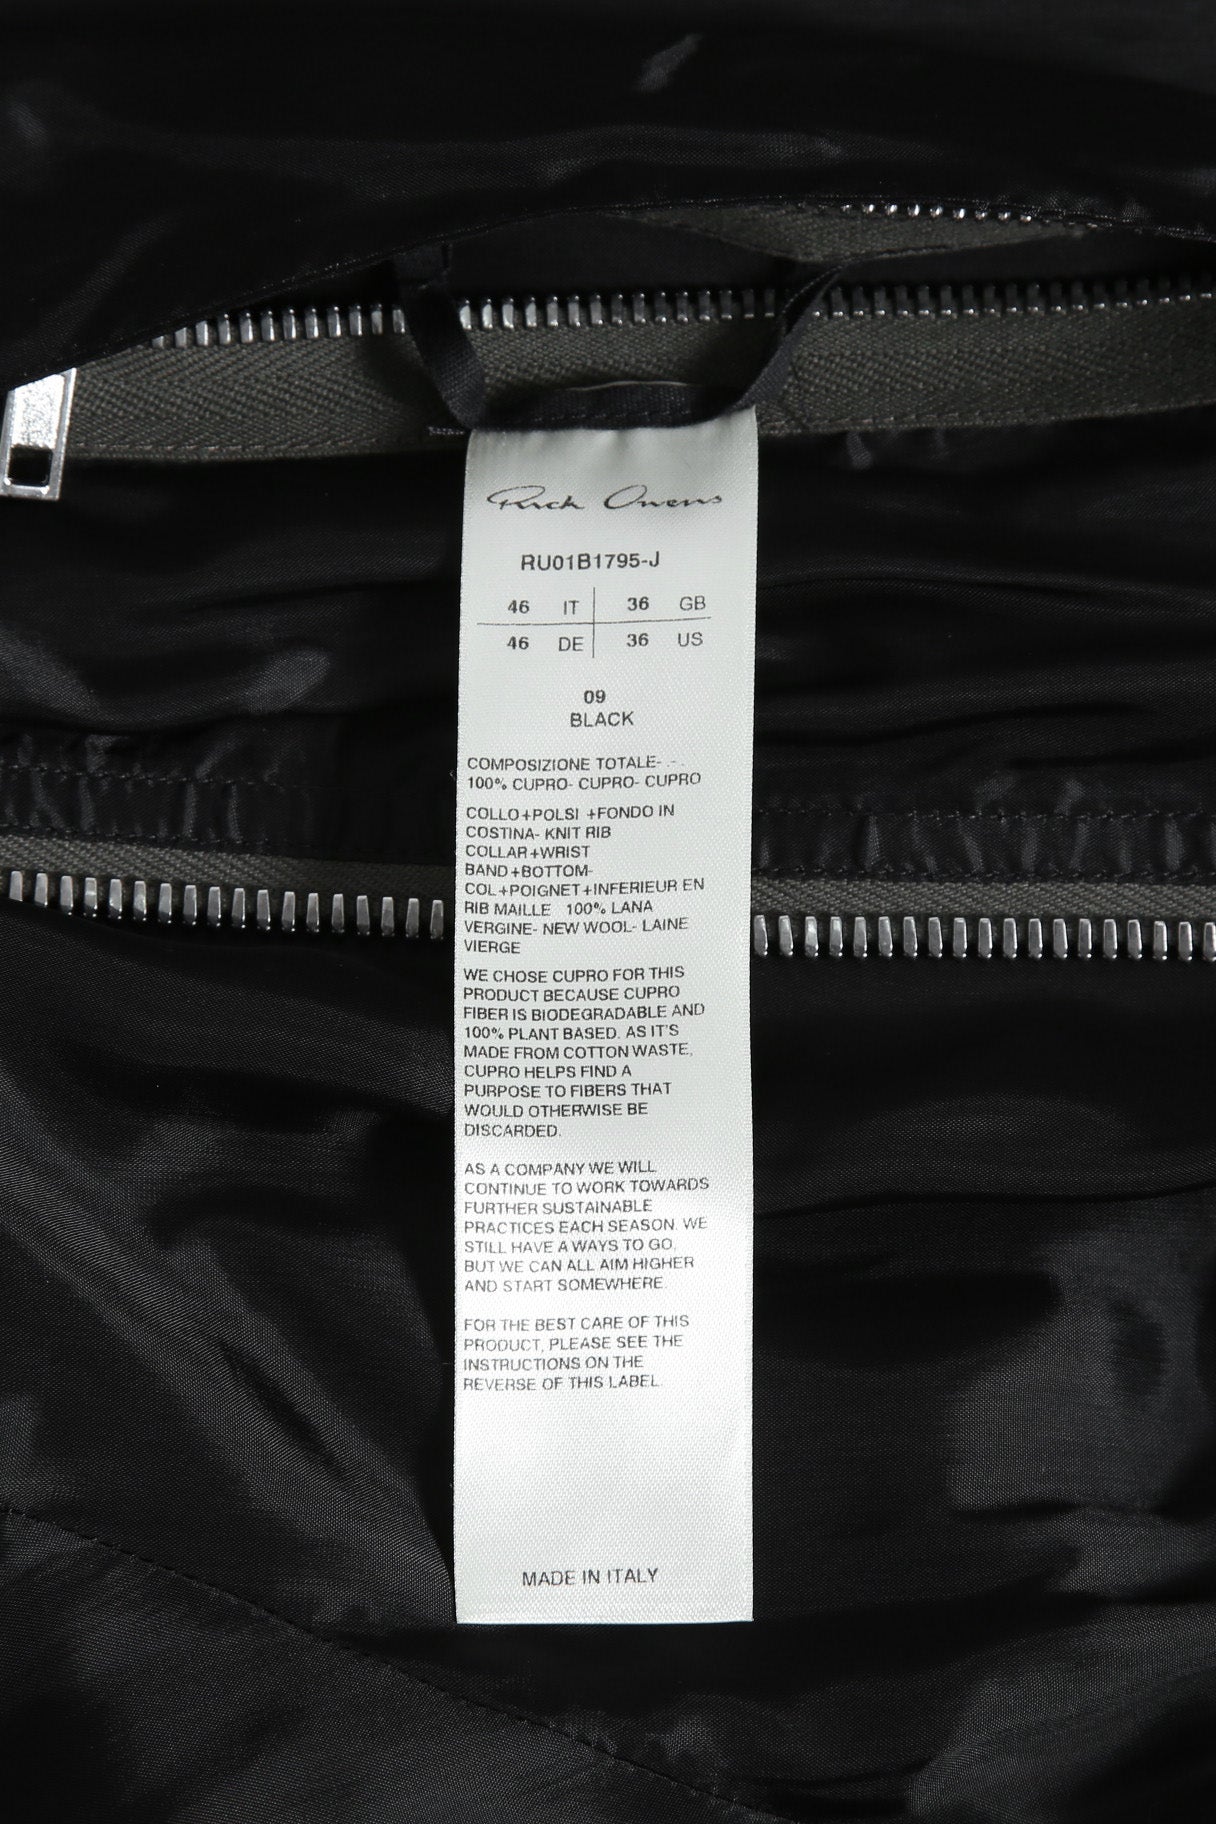 Rick Owens
RU01B1795-J
46 IT 36 GB
46 DE 36 US
09
BLACK
COMPOSIZIONE TOTALE- - -
100% CUPRO- CUPRO- CUPRO
COLLO+POLSI +FONDO IN
COSTINA- KNIT RIB
COLLAR+WRIST
BAND+BOTTOM-
COL+POIGNET+INFERIEUR EN
RIB MAILLE 100% LANA
VERGINE- NEW WOOL- LAINE
VIERGE
WE CHOSE CUPRO FOR THIS
PRODUCT BECAUSE CUPRO
FIBER IS BIODEGRADABLE AND
100% PLANT BASED. AS IT'S
MADE FROM COTTON WASTE,
CUPRO HELPS FIND A
PURPOSE TO FIBERS THAT
WOULD OTHERWISE BE
DISCARDED.
AS A COMPANY WE WILL
CONTINUE TO WORK TOWARDS
FURTHER SUSTAINABLE
PRACTICES EACH SEASON. WE
STILL HAVE A WAYS TO GO,
BUT WE CAN ALL AIM HIGHER
AND START SOMEWHERE.
FOR THE BEST CARE OF THIS
PRODUCT, PLEASE SEE THE
INSTRUCTIONS ON THE
REVERSE OF THIS LABEL.
MADE IN ITALY